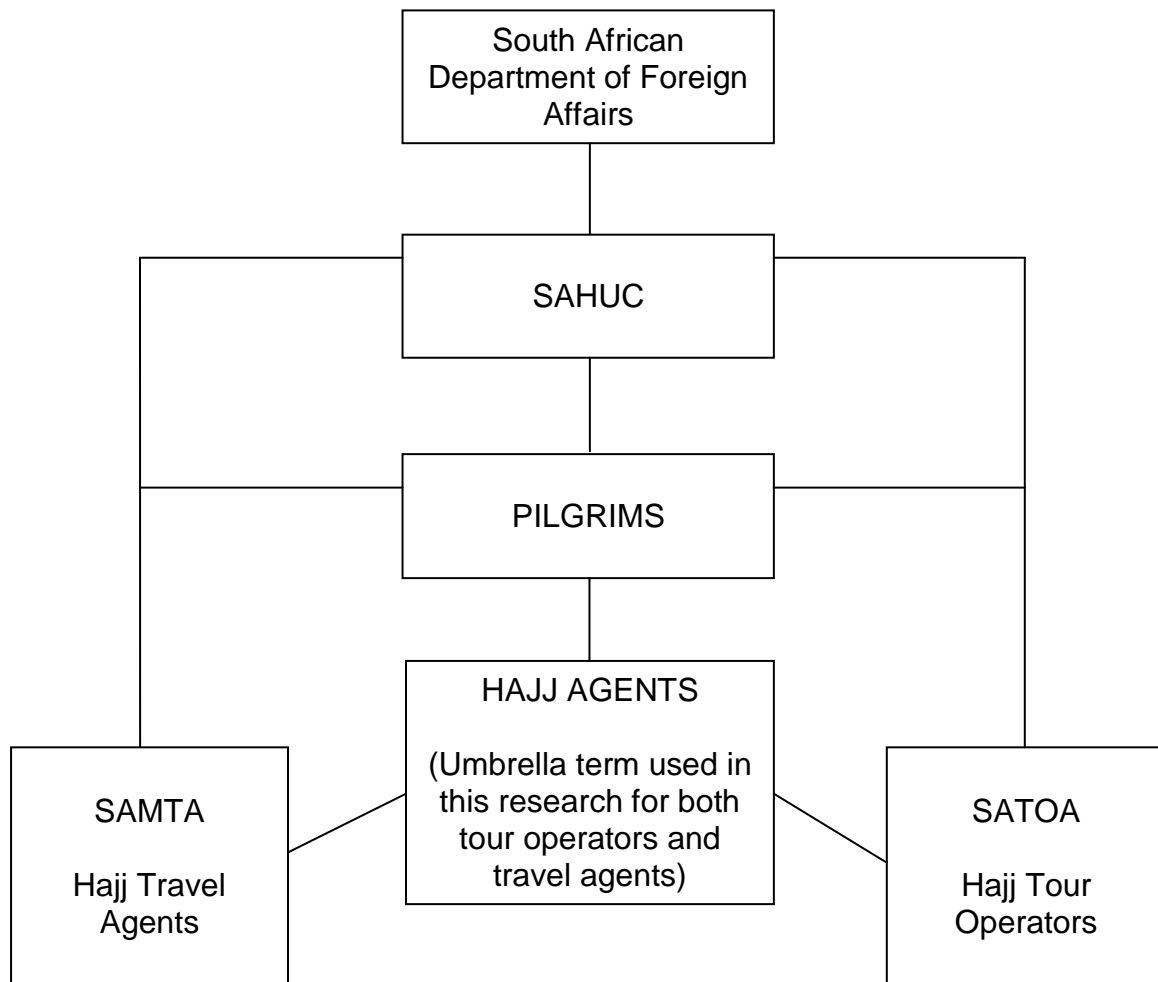 South African
Department of Foreign
Affairs
SAHUC
PILGRIMS
HAJJ AGENTS
(Umbrella term used in
this research for both
tour operators and
travel agents)
SAMTA
Hajj Travel
Agents
SATOA
Hajj Tour
Operators